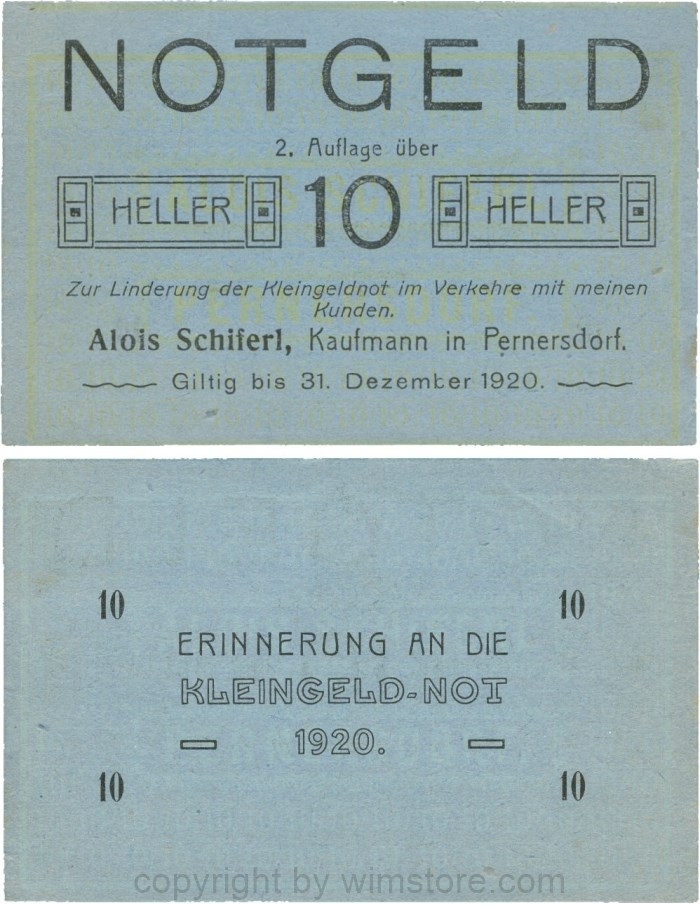 NOTGELD
2. Auflage über
HELLER 10 HELLER
Zur Linderung der Kleingeldnot im Verkehre mit meinen
Kunden.
Alois Schiferl, Kaufmann in Pernersdorf.
Giltig bis 31. Dezember 1920.
10 10
ERINNERUNG AN DIE
KLEINGELD-NOT
1920.
10 10
copyright by wimstore.com